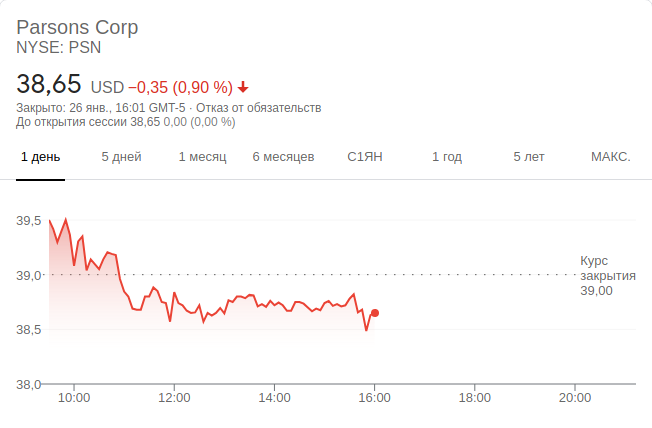 Parsons Corp
NYSE: PSN
38,65 USD −0,35 (0,90 %)
Закрыто: 26 янв., 16:01 GMT-5 · Отказ от обязательств
До открытия сессии 38,65 0,00 (0,00 %)
1 день 5 дней 1 месяц 6 месяцев С1ЯН 1 год 5 лет МАКС.
39,5
Курс
39,0 закрытия
39,00
38,5
38,0
10:00 12:00 14:00 16:00 18:00 20:00